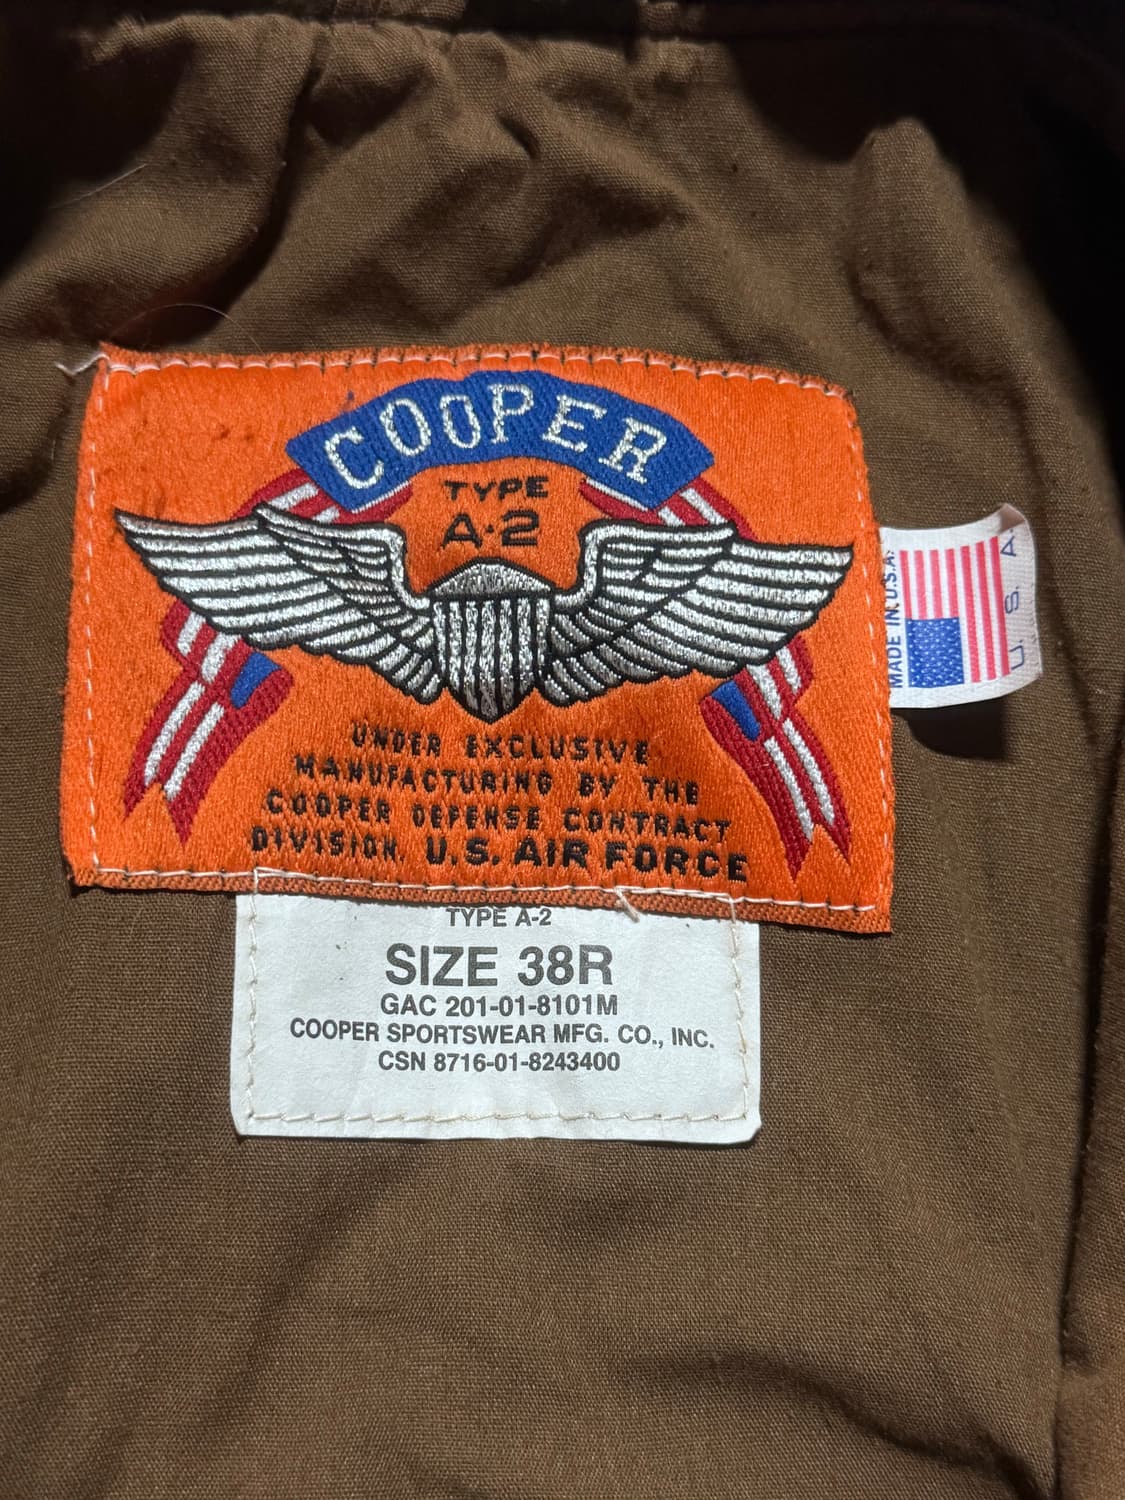 COOPER
TYPE
A-2
UNDER EXCLUSIVE
MANUFACTURING BY THE
COOPER DEFENSE CONTRACT
DIVISION. U.S. AIR FORCE
MADE IN U.S.A.
U. S. A.
TYPE A-2
SIZE 38R
GAC 201-01-8101M
COOPER SPORTSWEAR MFG. CO., INC.
CSN 8716-01-8243400